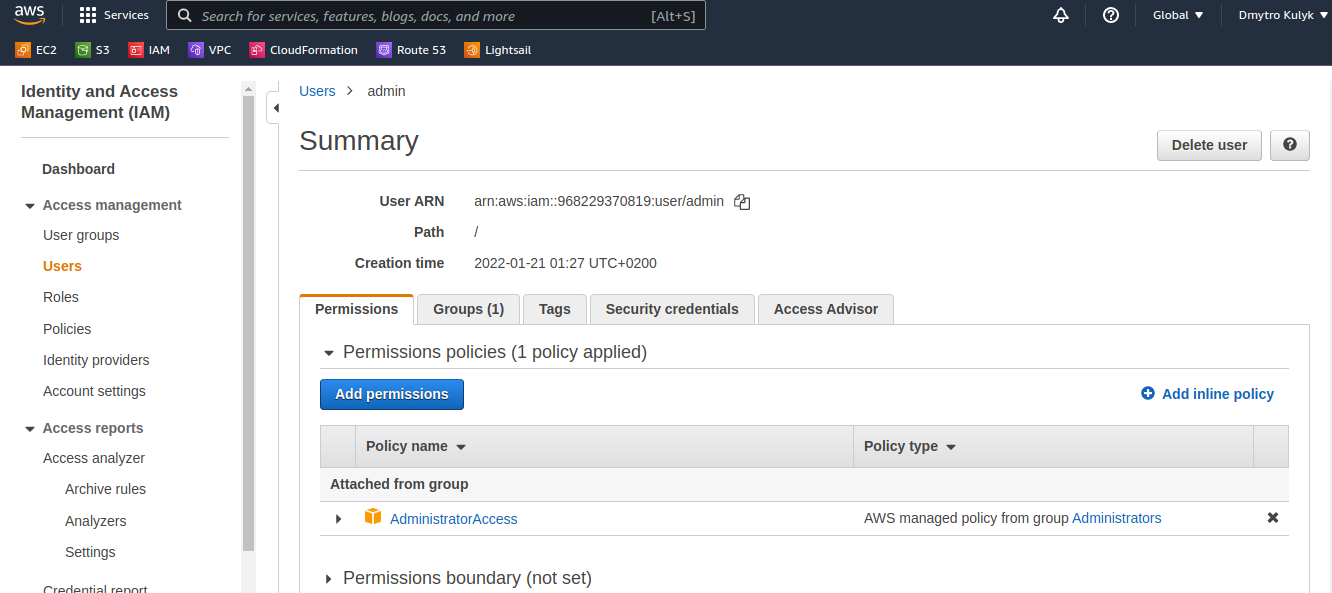 aws Services Search for services, features, blogs, docs, and more [Alt+S] Global Dmytro Kulyk
EC2 S3 IAM VPC CloudFormation Route 53 Lightsail
Identity and Access
Management (IAM)
Dashboard
Access management
User groups
Users
Roles
Policies
Identity providers
Account settings
Access reports
Access analyzer
Archive rules
Analyzers
Settings
Credential report
Users > admin
Summary
Delete user ?
User ARN arn:aws:iam::968229370819:user/admin
Path /
Creation time 2022-01-21 01:27 UTC+0200
Permissions Groups (1) Tags Security credentials Access Advisor
Permissions policies (1 policy applied)
Add permissions Add inline policy
Policy name Policy type
Attached from group
AdministratorAccess AWS managed policy from group Administrators
Permissions boundary (not set)